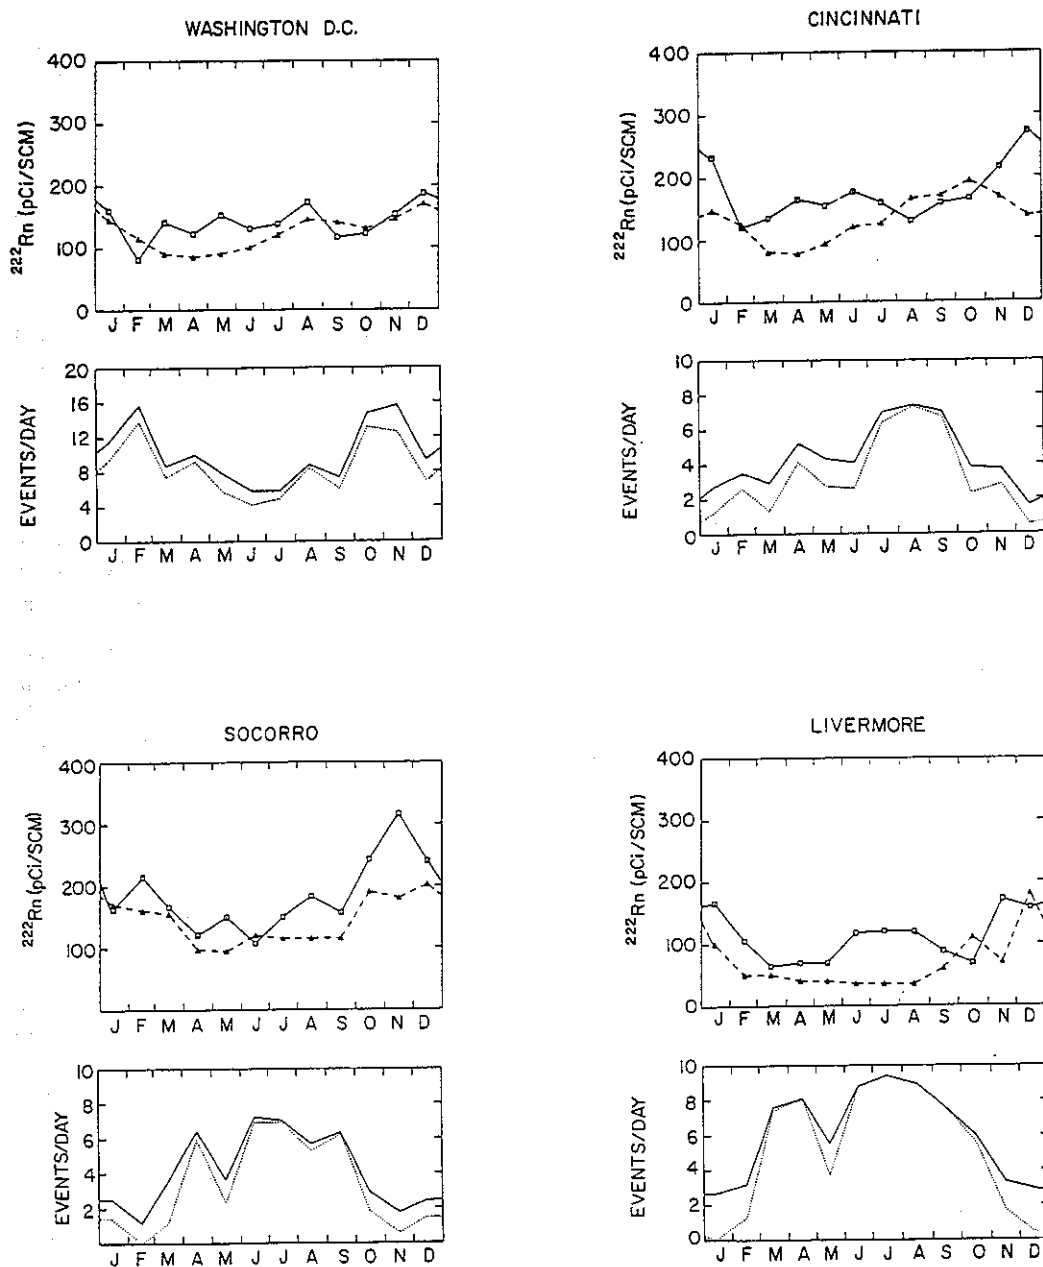 WASHINGTON D.C.
²²²Rn (pCi/SCM)
400
300
200
100
0
J F M A M J J A S O N D
EVENTS/DAY
20
16
12
8
4
0
J F M A M J J A S O N D
CINCINNATI
²²²Rn (pCi/SCM)
400
300
200
100
0
J F M A M J J A S O N D
EVENTS/DAY
10
8
6
4
2
0
J F M A M J J A S O N D
SOCORRO
²²²Rn (pCi/SCM)
400
300
200
100
J F M A M J J A S O N D
EVENTS/DAY
10
8
6
4
2
J F M A M J J A S O N D
LIVERMORE
²²²Rn (pCi/SCM)
400
300
200
100
0
J F M A M J J A S O N D
EVENTS/DAY
10
8
6
4
2
0
J F M A M J J A S O N D